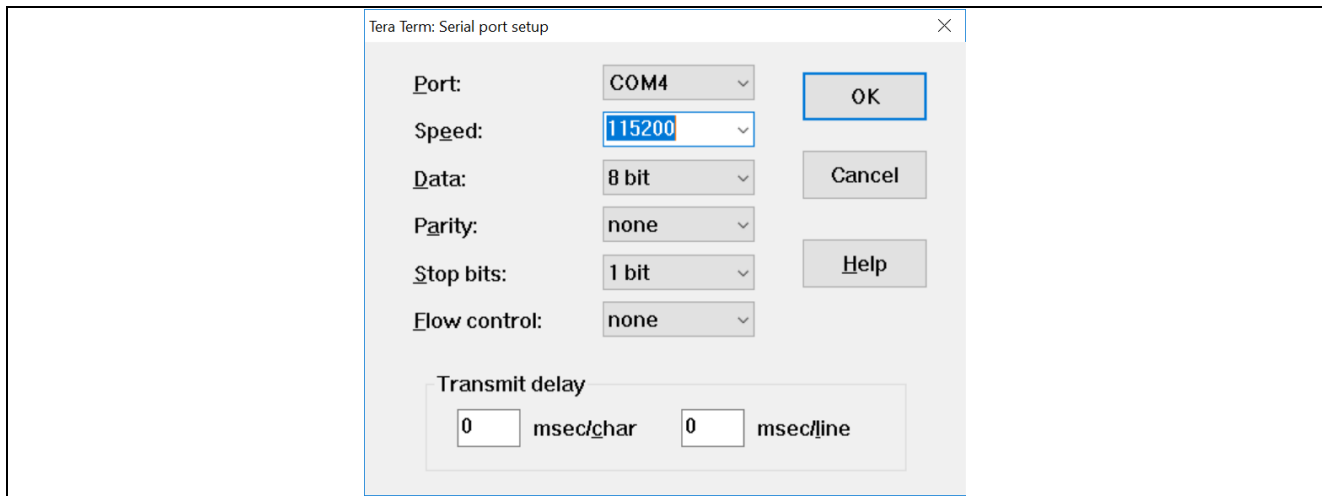 Tera Term: Serial port setup
Port: COM4
OK
Speed: 115200
Data: 8 bit
Cancel
Parity: none
Stop bits: 1 bit
Help
Flow control: none
Transmit delay
0 msec/char 0 msec/line